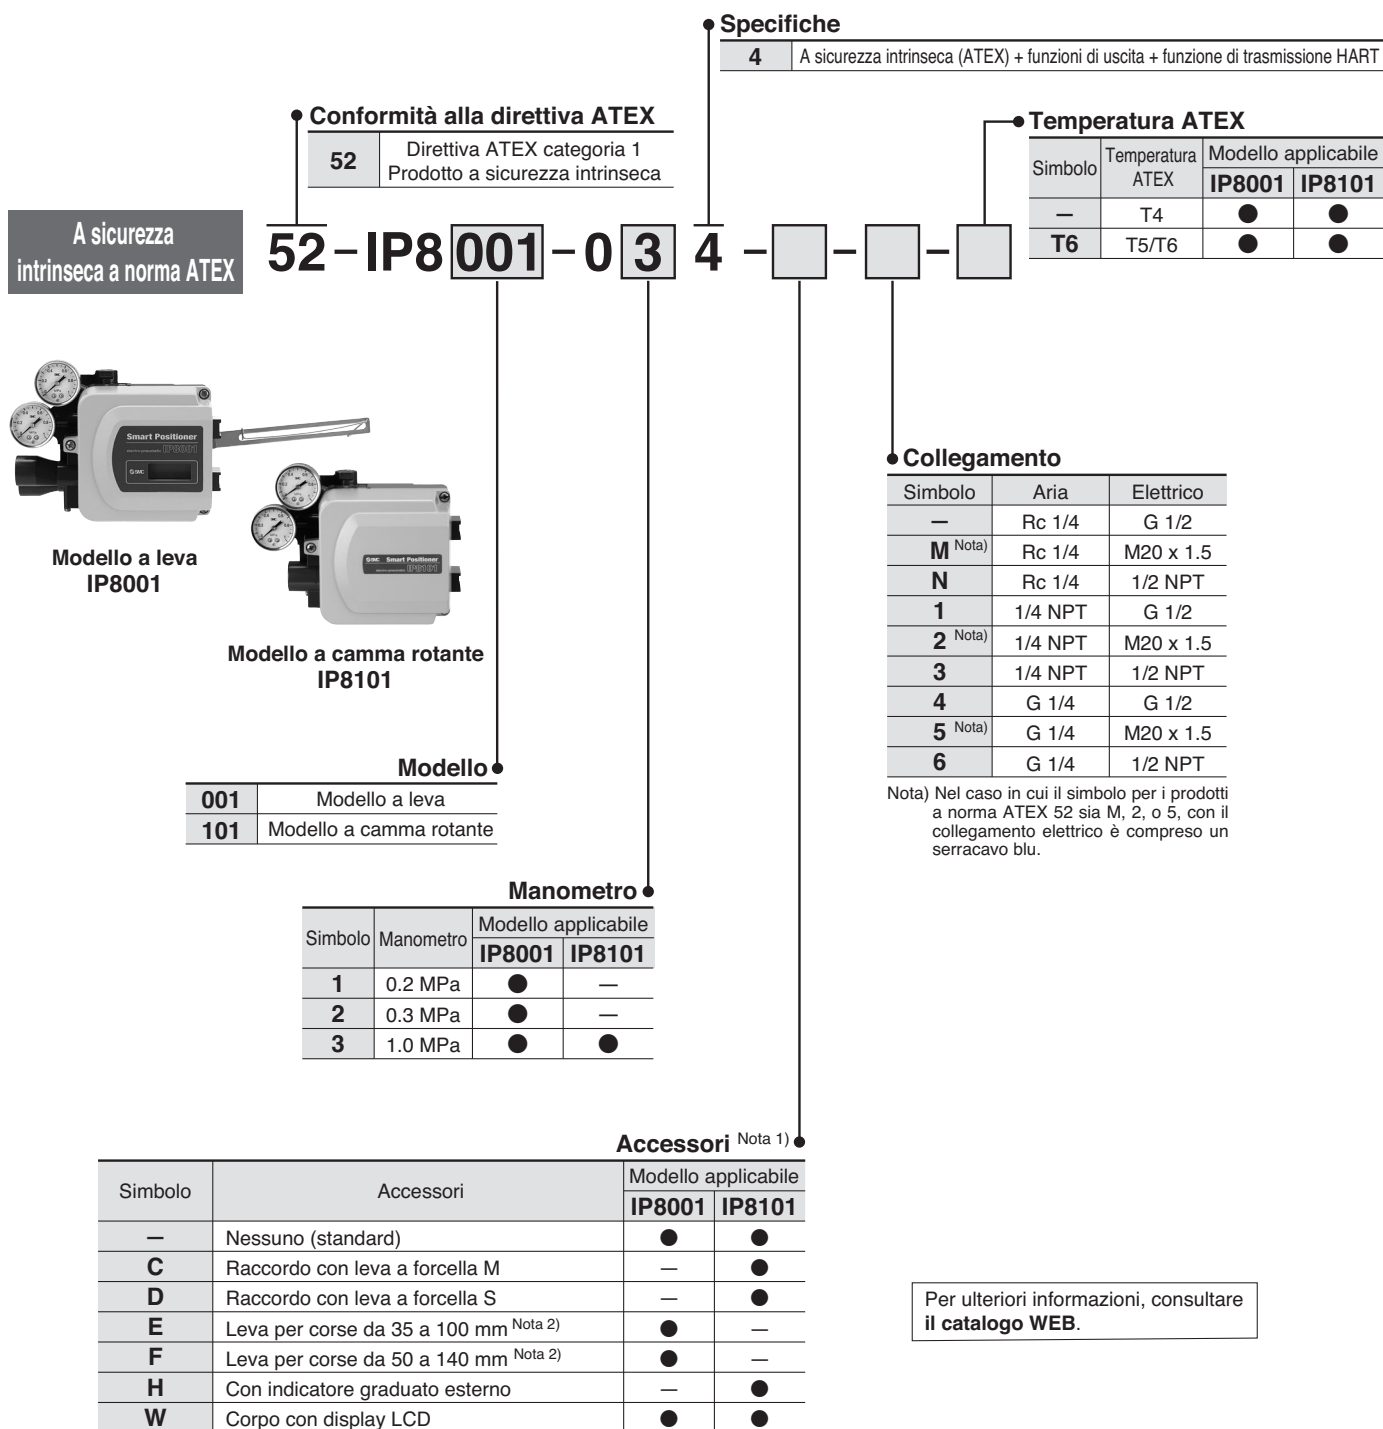 Specifiche
4 A sicurezza intrinseca (ATEX) + funzioni di uscita + funzione di trasmissione HART
Conformità alla direttiva ATEX
52 Direttiva ATEX categoria 1
Prodotto a sicurezza intrinseca
Temperatura ATEX
Simbolo Temperatura ATEX Modello applicabile
IP8001 IP8101
— T4 ● ●
T6 T5/T6 ● ●
A sicurezza
intrinseca a norma ATEX
52-IP8 001 -0 3 4 - - -
Smart Positioner
IP8001
SMC
Modello a leva
IP8001
SMC Smart Positioner
IP8101
Modello a camma rotante
IP8101
Collegamento
Simbolo Aria Elettrico
— Rc 1/4 G 1/2
M Nota) Rc 1/4 M20 x 1.5
N Rc 1/4 1/2 NPT
1 1/4 NPT G 1/2
2 Nota) 1/4 NPT M20 x 1.5
3 1/4 NPT 1/2 NPT
4 G 1/4 G 1/2
5 Nota) G 1/4 M20 x 1.5
6 G 1/4 1/2 NPT
Nota) Nel caso in cui il simbolo per i prodotti
a norma ATEX 52 sia M, 2, o 5, con il
collegamento elettrico è compreso un
serracavo blu.
Modello
001 Modello a leva
101 Modello a camma rotante
Manometro
Simbolo Manometro Modello applicabile
IP8001 IP8101
1 0.2 MPa ● —
2 0.3 MPa ● —
3 1.0 MPa ● ●
Accessori Nota 1)
Simbolo Accessori Modello applicabile
IP8001 IP8101
— Nessuno (standard) ● ●
C Raccordo con leva a forcella M — ●
D Raccordo con leva a forcella S — ●
E Leva per corse da 35 a 100 mm Nota 2) ● —
F Leva per corse da 50 a 140 mm Nota 2) ● —
H Con indicatore graduato esterno — ●
W Corpo con display LCD ● ●
Per ulteriori informazioni, consultare
il catalogo WEB.